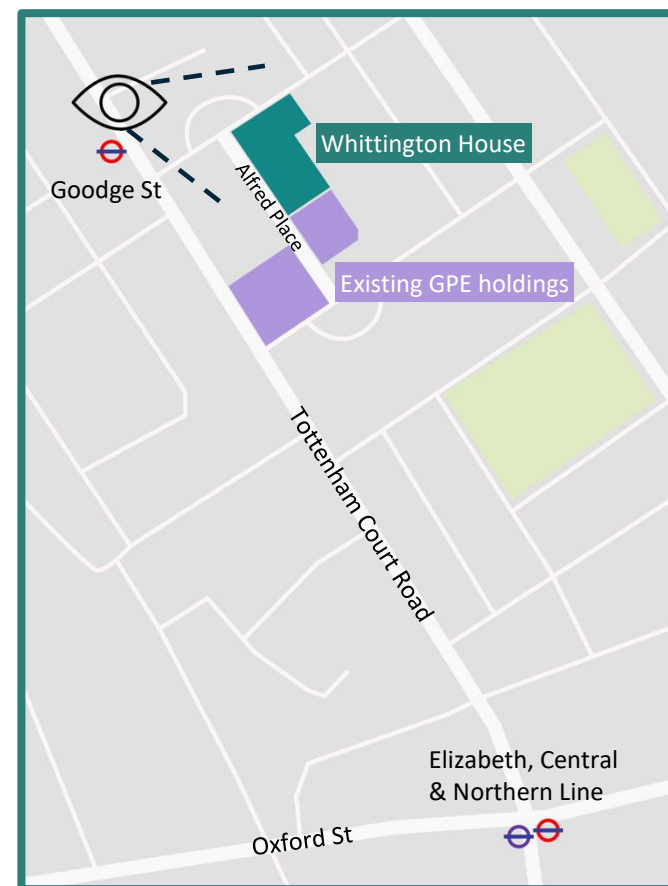 Whittington House
Goodge St
Alfred Place
Existing GPE holdings
Tottenham Court Road
Elizabeth, Central
& Northern Line
Oxford St